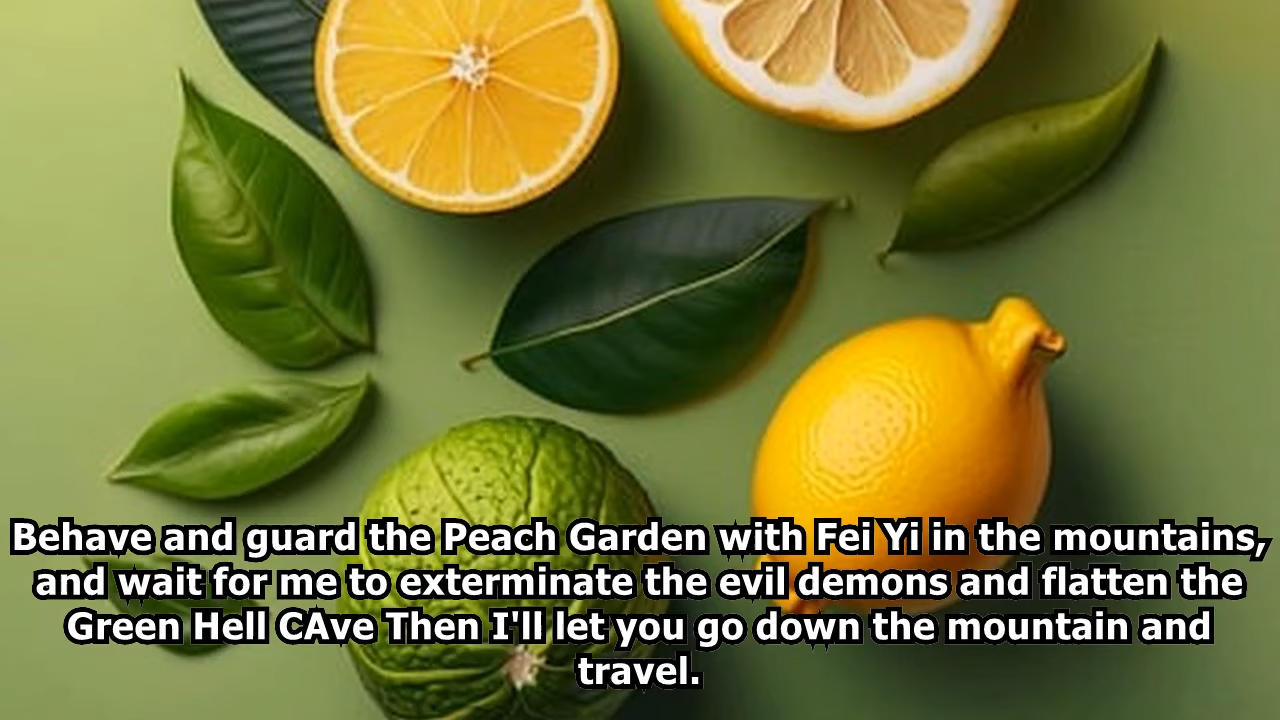 Behave and guard the Peach Garden with Fei Yi in the mountains,
and wait for me to exterminate the evil demons and flatten the
Green Hell CAve Then I'll let you go down the mountain and
travel.